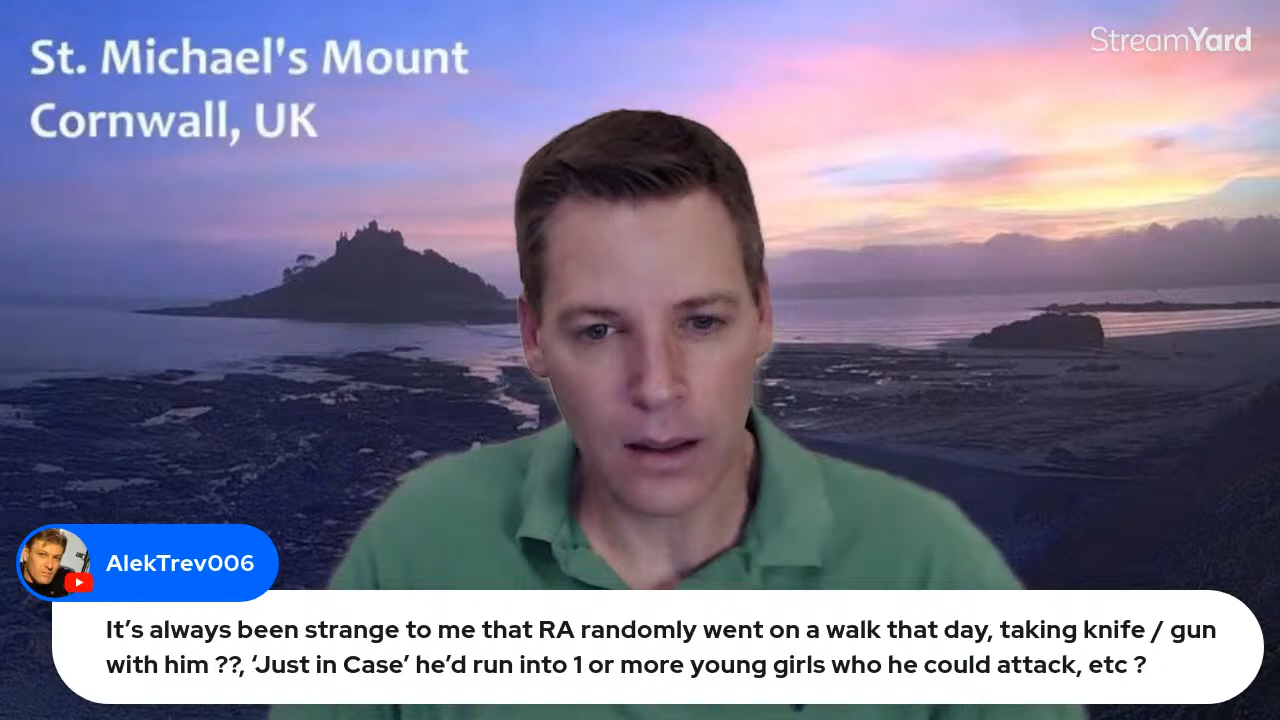 St. Michael's Mount
Cornwall, UK
StreamYard
AlekTrev006
It’s always been strange to me that RA randomly went on a walk that day, taking knife / gun
with him ??, ‘Just in Case’ he’d run into 1 or more young girls who he could attack, etc ?